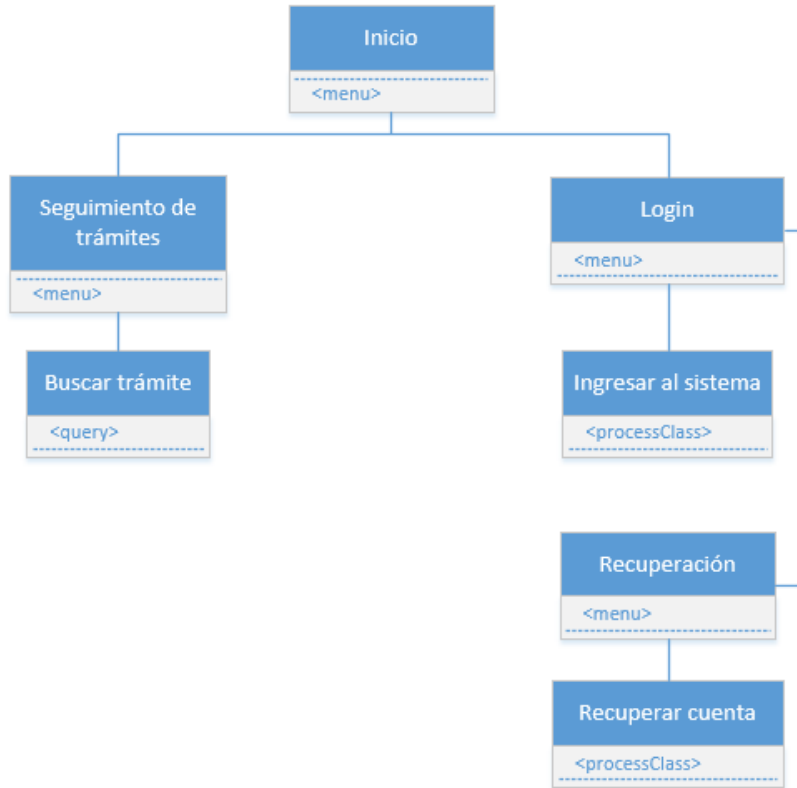 Inicio
<menu>
Seguimiento de
trámites
<menu>
Login
<menu>
Buscar trámite
<query>
Ingresar al sistema
<processClass>
Recuperación
<menu>
Recuperar cuenta
<processClass>